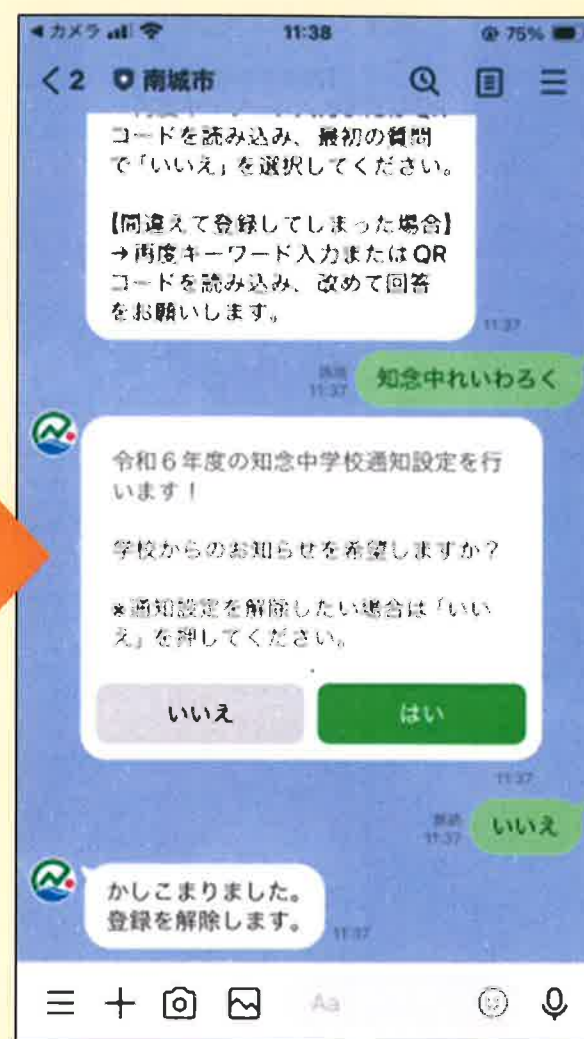 カメラ 11:38 75%
< 2 南城市
コードを読み込み、最初の質問
で「いいえ」を選択してください。
【間違えて登録してしまった場合】
→再度キーワード入力またはQR
コードを読み込み、改めて回答
をお願いします。
11:37
既読
11:37
知念中れいわろく
令和6年度の知念中学校通知設定を行
います!
学校からのお知らせを希望しますか?
※通知設定を解除したい場合は「いい
え」を押してください。
いいえ はい
11:37
既読
11:37
いいえ
かしこまりました。
登録を解除します。
11:37
Aa